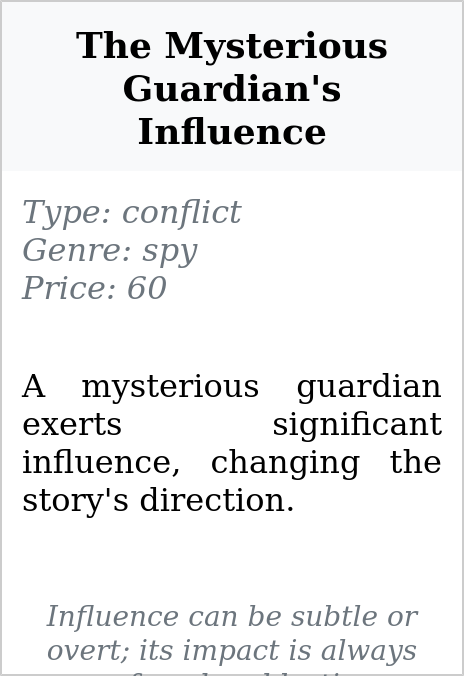 The Mysterious
Guardian's
Influence
Type: conflict
Genre: spy
Price: 60
A mysterious guardian
exerts significant
influence, changing the
story's direction.
Influence can be subtle or
overt; its impact is always